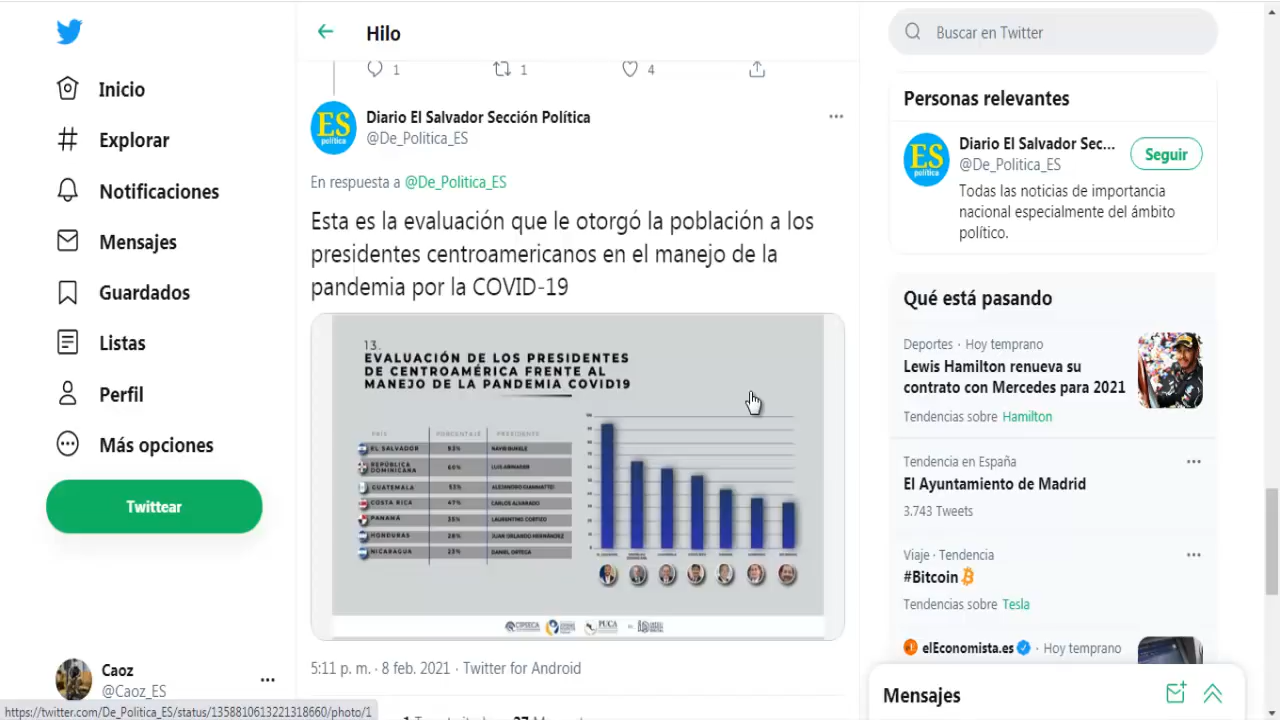 Hilo
Buscar en Twitter
Inicio
Explorar
Notificaciones
Mensajes
Guardados
Listas
Perfil
Más opciones
Twittear
Caoz
@Caoz_ES
https://twitter.com/De_Politica_ES/status/1358810613221318660/photo/1
1
1
4
Diario El Salvador Sección Política
@De_Politica_ES
En respuesta a @De_Politica_ES
Esta es la evaluación que le otorgó la población a los
presidentes centroamericanos en el manejo de la
pandemia por la COVID-19
13.
EVALUACIÓN DE LOS PRESIDENTES
DE CENTROAMÉRICA FRENTE AL
MANEJO DE LA PANDEMIA COVID19
PAÍS PORCENTAJE PRESIDENTE
EL SALVADOR 93% NAYIB BUKELE
REPÚBLICA
DOMINICANA 60% LUIS ABINADER
GUATEMALA 53% ALEJANDRO GIAMMATTEI
COSTA RICA 47% CARLOS ALVARADO
PANAMÁ 35% LAURENTINO CORTIZO
HONDURAS 28% JUAN ORLANDO HERNÁNDEZ
NICARAGUA 23% DANIEL ORTEGA
5:11 p. m. · 8 feb. 2021 · Twitter for Android
Personas relevantes
ES
política
Diario El Salvador Sec...
@De_Politica_ES
Seguir
Todas las noticias de importancia
nacional especialmente del ámbito
político.
Qué está pasando
Deportes · Hoy temprano
Lewis Hamilton renueva su
contrato con Mercedes para 2021
Tendencias sobre Hamilton
Tendencia en España
El Ayuntamiento de Madrid
3.743 Tweets
Viaje · Tendencia
#Bitcoin
Tendencias sobre Tesla
elEconomista.es · Hoy temprano
Mensajes